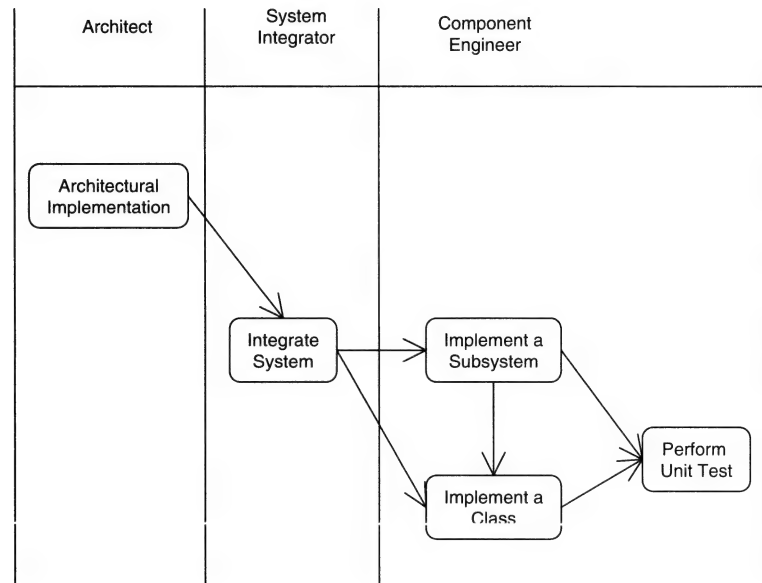 Architect
System
Integrator
Component
Engineer
Architectural
Implementation
Integrate
System
Implement a
Subsystem
Perform
Unit Test
Implement a
Class